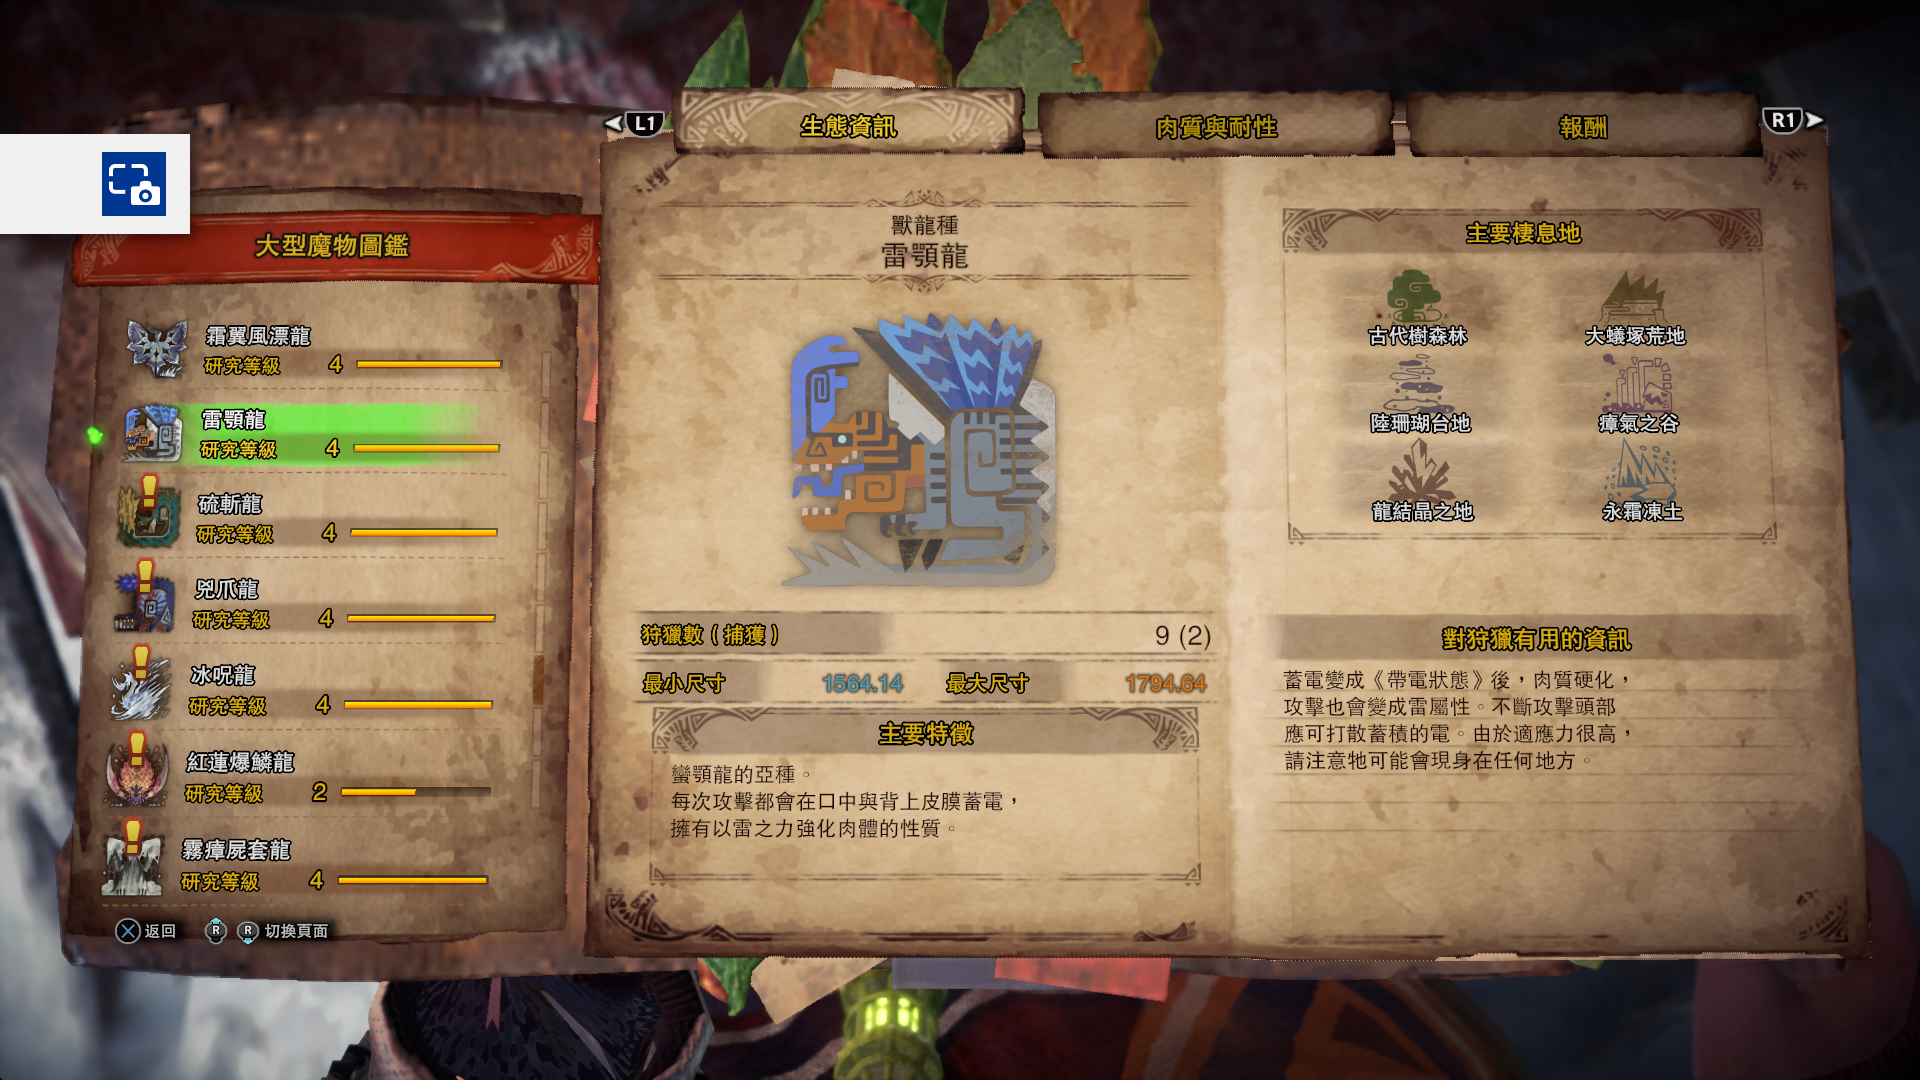 L1
生態資訊
肉質與耐性
報酬
R1
大型魔物圖鑑
霜翼風漂龍
研究等級 4
雷顎龍
研究等級 4
硫斬龍
研究等級 4
兇爪龍
研究等級 4
冰呪龍
研究等級 4
紅蓮爆鱗龍
研究等級 2
霧瘴屍套龍
研究等級 4
返回 R R 切換頁面
獸龍種
雷顎龍
狩獵數(捕獲) 9 (2)
最小尺寸 1564.14 最大尺寸 1794.64
主要特徵
蠻顎龍的亞種。
每次攻擊都會在口中與背上皮膜蓄電,
擁有以雷之力強化肉體的性質。
主要棲息地
古代樹森林 大蟻塚荒地
陸珊瑚台地 瘴氣之谷
龍結晶之地 永霜凍土
對狩獵有用的資訊
蓄電變成《帶電狀態》後,肉質硬化,
攻擊也會變成雷屬性。不斷攻擊頭部
應可打散蓄積的電。由於適應力很高,
請注意牠可能會現身在任何地方。